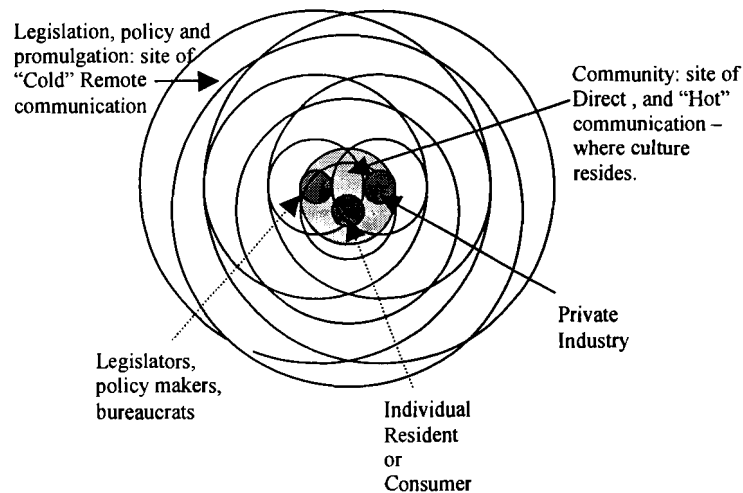 Legislation, policy and
promulgation: site of
“Cold” Remote
communication
Community: site of
Direct , and “Hot”
communication –
where culture
resides.
Private
Industry
Legislators,
policy makers,
bureaucrats
Individual
Resident
or
Consumer